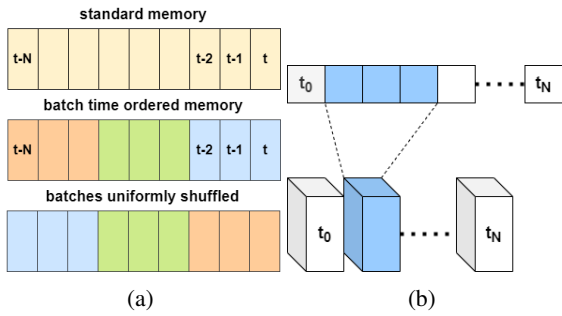 standard memory
t-N t-2 t-1 t
batch time ordered memory
t-N t-2 t-1 t
batches uniformly shuffled
(a)
t0 tN
t0 tN
(b)